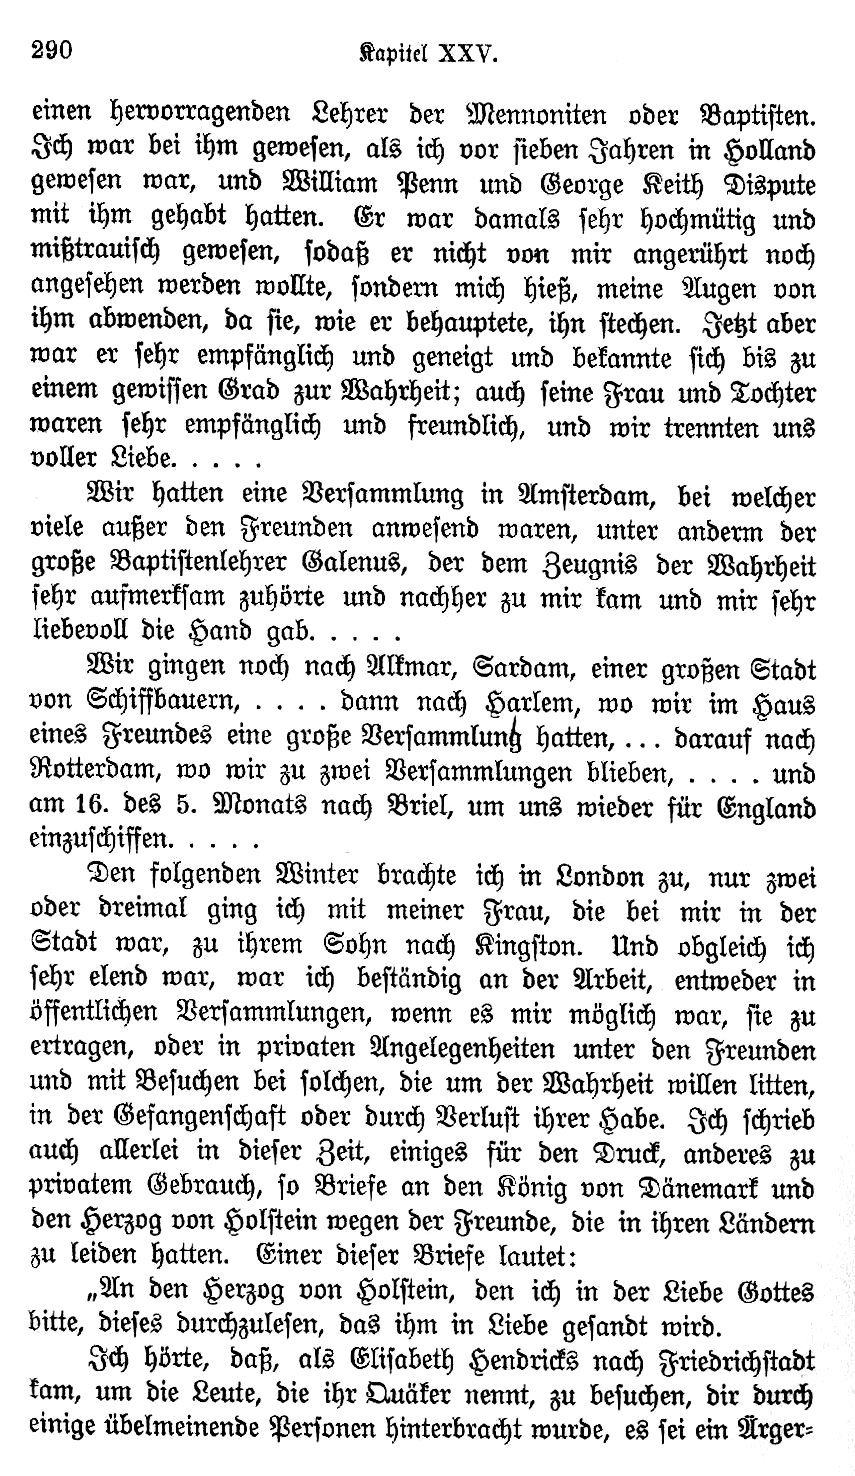 290 Kapitel XXV.
einen hervorragenden Lehrer der Mennoniten oder Baptisten.
Ich war bei ihm gewesen, als ich vor sieben Jahren in Holland
gewesen war, und William Penn und George Keith Dispute
mit ihm gehabt hatten. Er war damals sehr hochmütig und
mißtrauisch gewesen, sodaß er nicht von mir angerührt noch
angesehen werden wollte, sondern mich hieß, meine Augen von
ihm abwenden, da sie, wie er behauptete, ihn stechen. Jetzt aber
war er sehr empfänglich und geneigt und bekannte sich bis zu
einem gewissen Grad zur Wahrheit; auch seine Frau und Tochter
waren sehr empfänglich und freundlich, und wir trennten uns
voller Liebe. . . . .
Wir hatten eine Versammlung in Amsterdam, bei welcher
viele außer den Freunden anwesend waren, unter anderm der
große Baptistenlehrer Galenus, der dem Zeugnis der Wahrheit
sehr aufmerksam zuhörte und nachher zu mir kam und mir sehr
liebevoll die Hand gab. . . . .
Wir gingen noch nach Alkmar, Sardam, einer großen Stadt
von Schiffbauern, . . . . dann nach Harlem, wo wir im Haus
eines Freundes eine große Versammlung hatten, ... darauf nach
Rotterdam, wo wir zu zwei Versammlungen blieben, . . . . und
am 16. des 5. Monats nach Briel, um uns wieder für England
einzuschiffen. . . . .
Den folgenden Winter brachte ich in London zu, nur zwei
oder dreimal ging ich mit meiner Frau, die bei mir in der
Stadt war, zu ihrem Sohn nach Kingston. Und obgleich ich
sehr elend war, war ich beständig an der Arbeit, entweder in
öffentlichen Versammlungen, wenn es mir möglich war, sie zu
ertragen, oder in privaten Angelegenheiten unter den Freunden
und mit Besuchen bei solchen, die um der Wahrheit willen litten,
in der Gefangenschaft oder durch Verlust ihrer Habe. Ich schrieb
auch allerlei in dieser Zeit, einiges für den Druck, anderes zu
privatem Gebrauch, so Briefe an den König von Dänemark und
den Herzog von Holstein wegen der Freunde, die in ihren Ländern
zu leiden hatten. Einer dieser Briefe lautet:
„An den Herzog von Holstein, den ich in der Liebe Gottes
bitte, dieses durchzulesen, das ihm in Liebe gesandt wird.
Ich hörte, daß, als Elisabeth Hendricks nach Friedrichstadt
kam, um die Leute, die ihr Quäker nennt, zu besuchen, dir durch
einige übelmeinende Personen hinterbracht wurde, es sei ein Ärger-